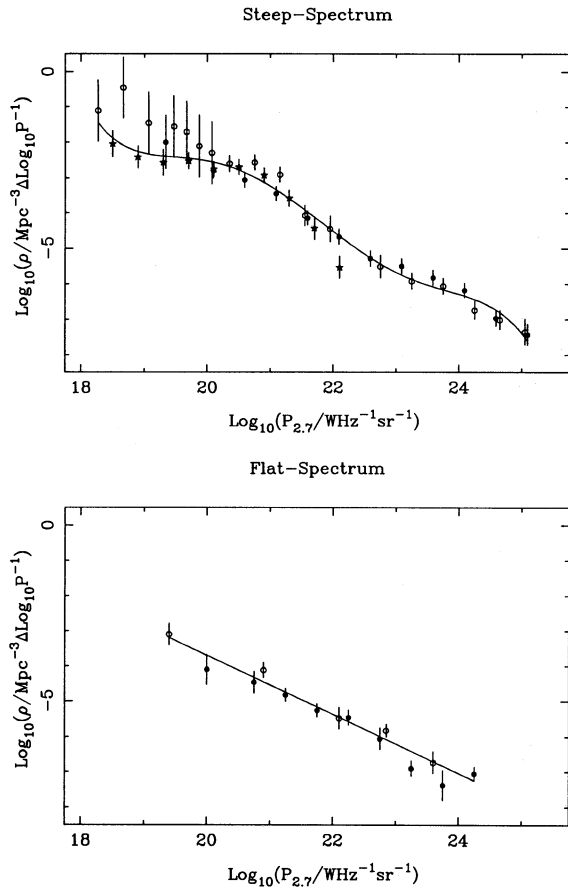 Steep-Spectrum
0
-5
Log₁₀(ρ/Mpc⁻³ΔLog₁₀P⁻¹)
18 20 22 24
Log₁₀(P₂.₇/WHz⁻¹sr⁻¹)
Flat-Spectrum
0
-5
Log₁₀(ρ/Mpc⁻³ΔLog₁₀P⁻¹)
18 20 22 24
Log₁₀(P₂.₇/WHz⁻¹sr⁻¹)